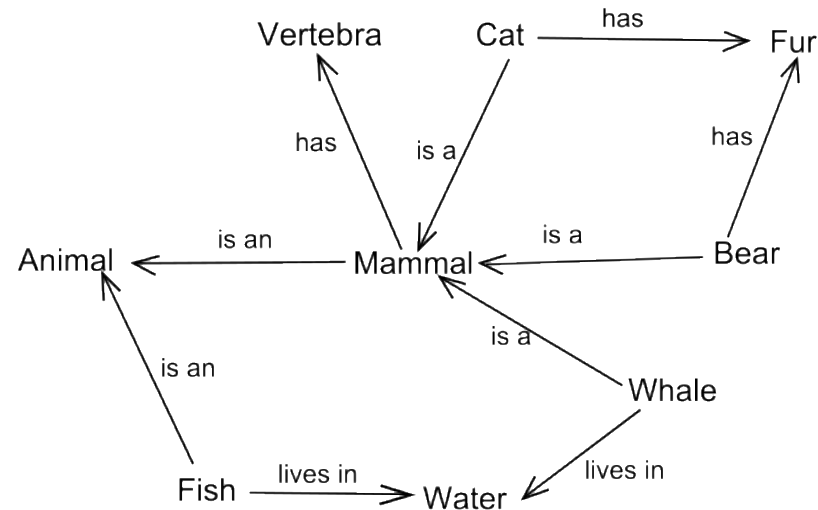 has
Vertebra
Cat
Fur
has
is a
has
is an
is a
Animal
Mammal
Bear
is a
is an
Whale
lives in
lives in
Fish
Water